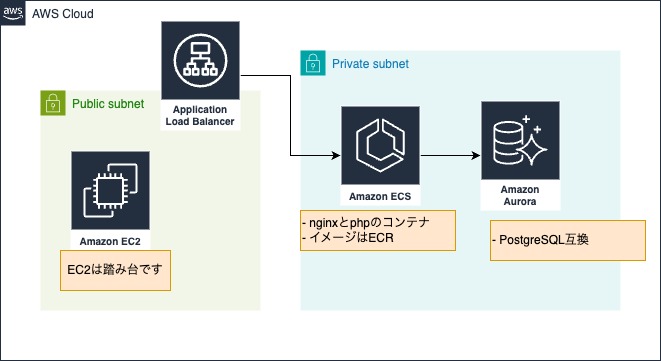 aws
AWS Cloud
Application
Load Balancer
Public subnet
Amazon EC2
EC2は踏み台です
Private subnet
Amazon ECS
- nginxとphpのコンテナ
- イメージはECR
Amazon
Aurora
- PostgreSQL互換